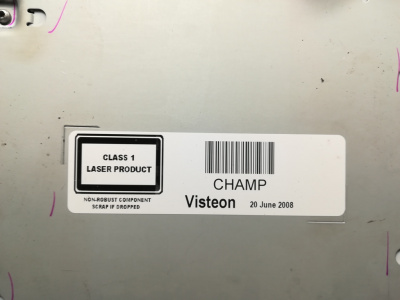 CLASS 1
LASER PRODUCT
NON-ROBUST COMPONENT
SCRAP IF DROPPED
CHAMP
Visteon 20 June 2008